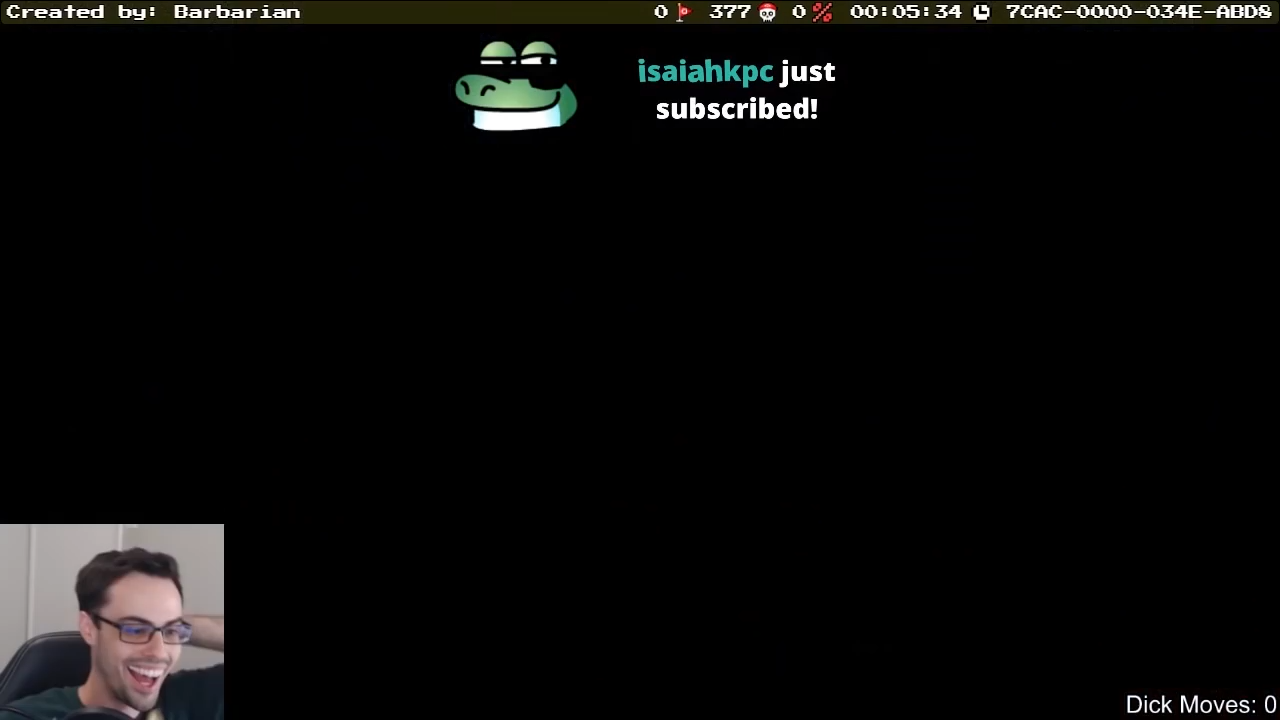 Created by: Barbarian 0 377 0 % 00:05:34 7CAC-0000-034E-ABD8
isaiahkpc just
subscribed!
Dick Moves: 0